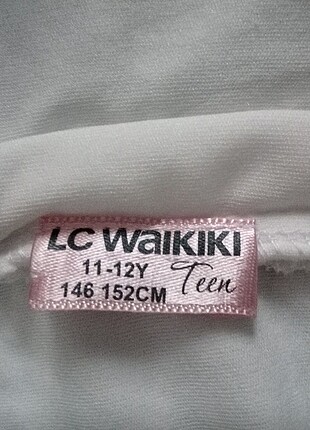 LC WAIKIKI
11-12Y Teen
146 152CM